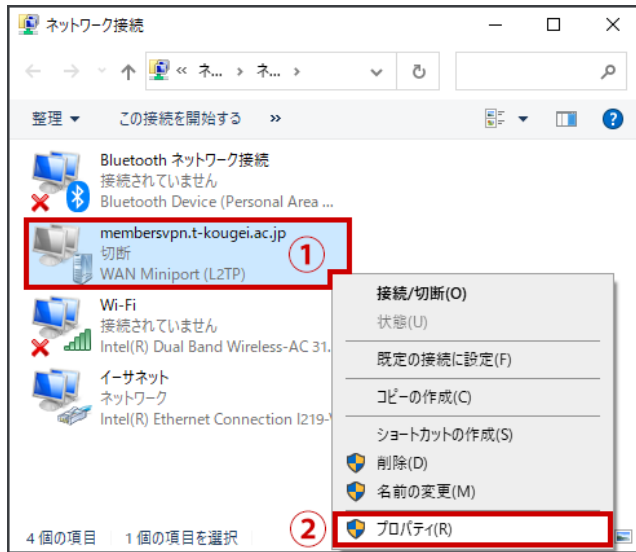 ネットワーク接続
« ネ... › ネ... ›
整理 この接続を開始する »
Bluetooth ネットワーク接続
接続されていません
Bluetooth Device (Personal Area ...
membersvpn.t-kougei.ac.jp
切断
WAN Miniport (L2TP)
①
Wi-Fi
接続されていません
Intel(R) Dual Band Wireless-AC 31.
イーサネット
ネットワーク
Intel(R) Ethernet Connection I219-
接続/切断(O)
状態(U)
既定の接続に設定(F)
コピーの作成(C)
ショートカットの作成(S)
削除(D)
名前の変更(M)
②
プロパティ(R)
4 個の項目 1 個の項目を選択